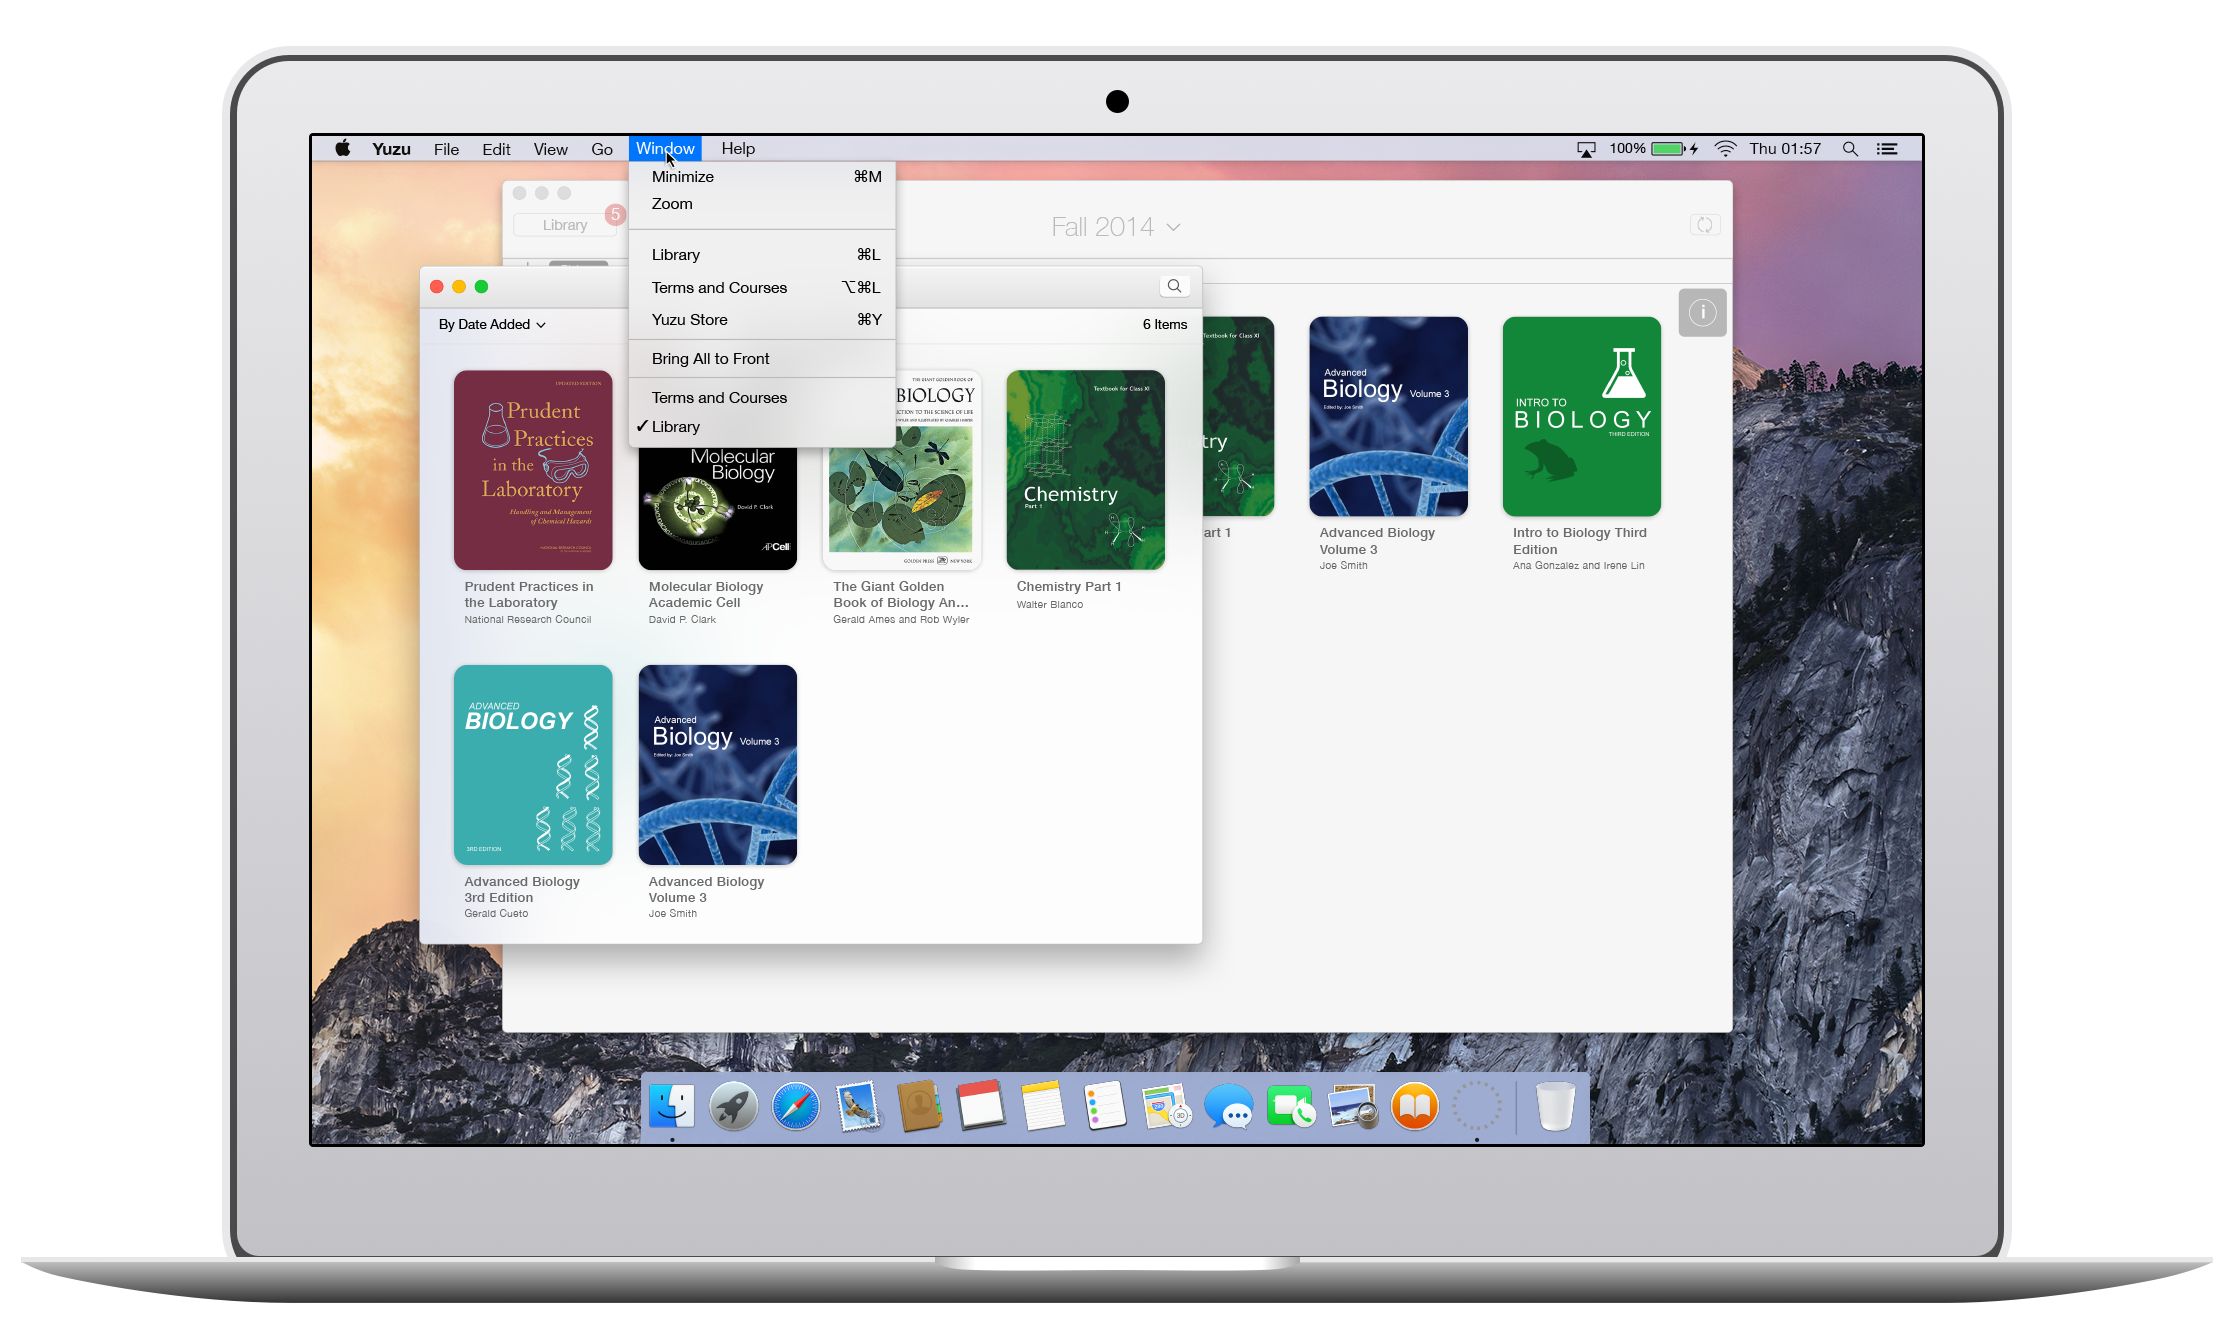 Yuzu File Edit View Go Window Help 100% Thu 01:57
Minimize ⌘M
Zoom
Library ⌘L
Terms and Courses ⌥⌘L
Yuzu Store ⌘Y
Bring All to Front
Terms and Courses
✓ Library
Library 5
Fall 2014
By Date Added
6 Items
UPDATED EDITION
Prudent
Practices
in the
Laboratory
Handling and Management
of Chemical Hazards
NATIONAL RESEARCH COUNCIL
Prudent Practices in
the Laboratory
National Research Council
Molecular
Biology
David P. Clark
APCell
Molecular Biology
Academic Cell
David P. Clark
THE GIANT GOLDEN BOOK OF
BIOLOGY
CTION TO THE SCIENCE OF LIFE
GOLDEN PRESS NEW YORK
The Giant Golden
Book of Biology An...
Gerald Ames and Rob Wyler
Textbook for Class XI
Chemistry
Part 1
Chemistry Part 1
Walter Blanco
ADVANCED
BIOLOGY
3RD EDITION
Advanced Biology
3rd Edition
Gerald Cueto
Advanced
Biology Volume 3
Edited by: Joe Smith
Advanced Biology
Volume 3
Joe Smith
Textbook for Class XI
try
art 1
Advanced
Biology Volume 3
Edited by: Joe Smith
Advanced Biology
Volume 3
Joe Smith
INTRO TO
BIOLOGY
THIRD EDITION
Intro to Biology Third
Edition
Ana Gonzalez and Irene Lin
i
3D